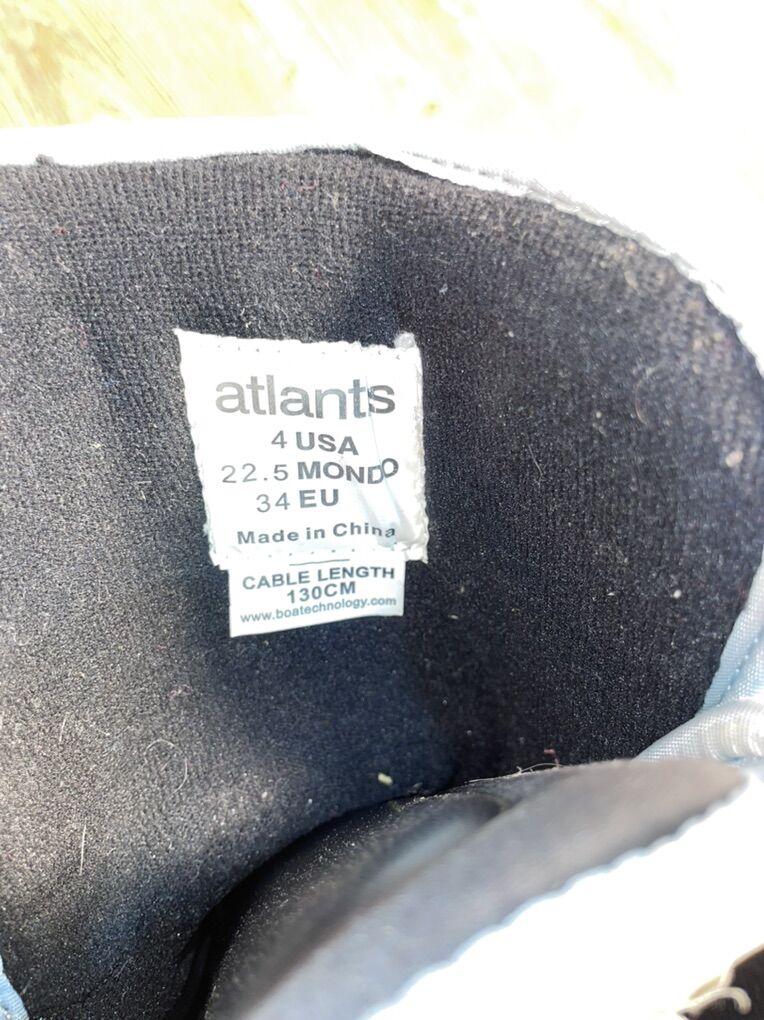 atlants
4 USA
22.5 MONDO
34 EU
Made in China
CABLE LENGTH
130CM
www.boatechnology.com